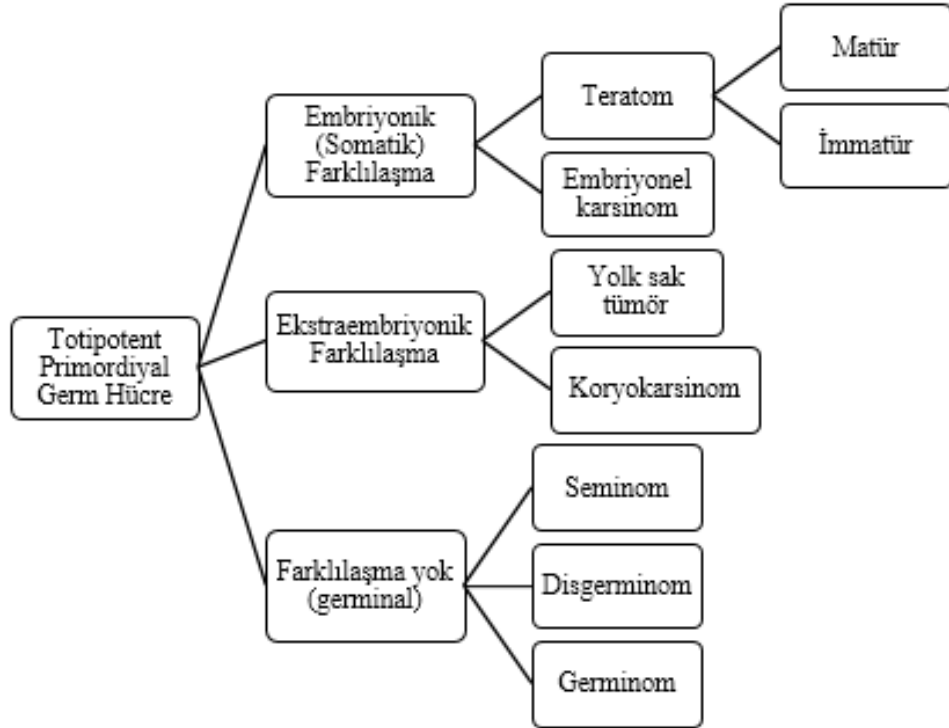 Totipotent
Primordiyal
Germ Hücre
Embriyonik
(Somatik)
Farklılaşma
Teratom
Matür
İmmatür
Embriyonel
karsinom
Ekstraembriyonik
Farklılaşma
Yolk sak
tümör
Koryokarsinom
Farklılaşma yok
(germinal)
Seminom
Disgerminom
Germinom